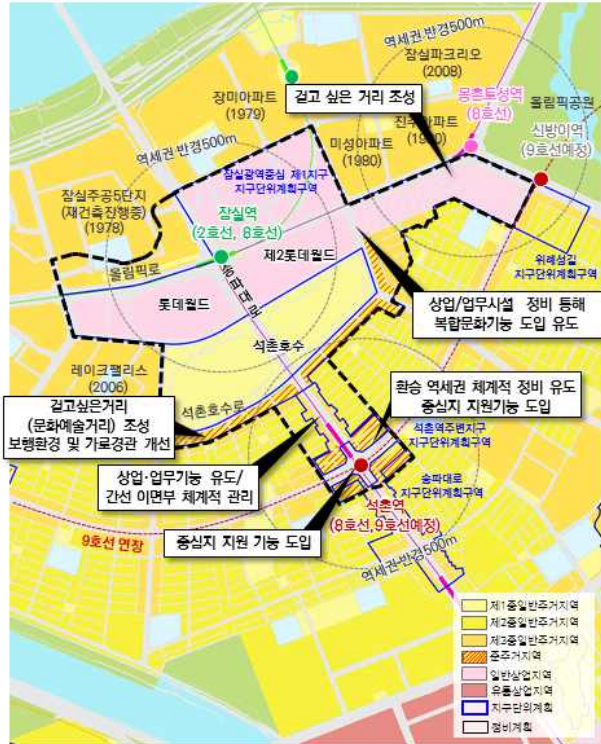 역세권 반경500m
잠실파크리오
(2008)
장미아파트
(1979)
걷고 싶은 거리 조성
몽촌토성역
(8호선)
올림픽공원
신방이역
(9호선예정)
진주아파트
역세권 반경500m
미성아파트
(1980)
잠실광역중심 제1지구
지구단위계획구역
잠실주공5단지
(재건축진행중)
(1978)
잠실역
(2호선, 8호선)
제2롯데월드
올림픽로
송파대로
위례성길
지구단위계획구역
롯데월드
상업/업무시설 정비 통해
복합문화기능 도입 유도
석촌호수
레이크팰리스
(2006)
환승 역세권 체계적 정비 유도
중심지 지원기능 도입
걷고싶은거리
(문화예술거리) 조성
보행환경 및 가로경관 개선
석촌호수로
석촌역주변지구
지구단위계획구역
상업·업무기능 유도/
간선 이면부 체계적 관리
송파대로
지구단위계획구역
석촌역
(8호선,9호선예정)
9호선 연장
중심지 지원 기능 도입
역세권 반경500m
제1종일반주거지역
제2종일반주거지역
제3종일반주거지역
준주거지역
일반상업지역
유통상업지역
지구단위계획
정비계획